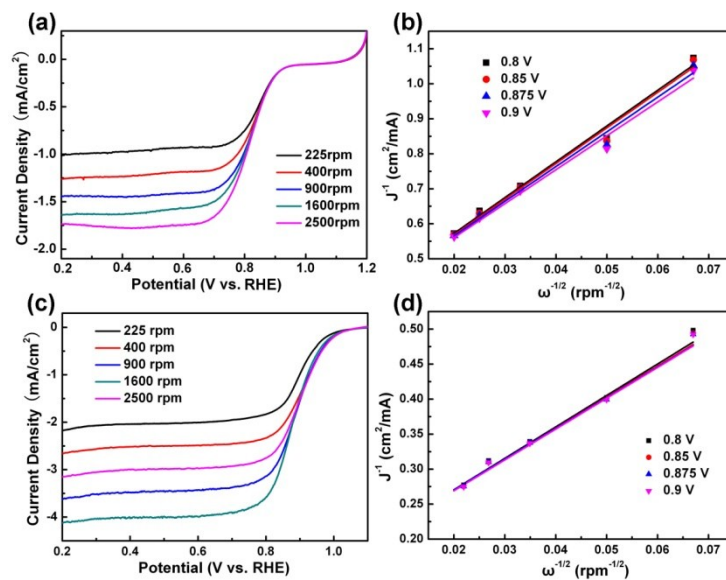 (a)
0.0
-0.5
-1.0
-1.5
-2.0
Current Density (mA/cm²)
225rpm
400rpm
900rpm
1600rpm
2500rpm
0.2 0.4 0.6 0.8 1.0 1.2
Potential (V vs. RHE)
(b)
1.1
1.0
0.9
0.8
0.7
0.6
0.5
J⁻¹ (cm²/mA)
0.8 V
0.85 V
0.875 V
0.9 V
0.02 0.03 0.04 0.05 0.06 0.07
ω⁻¹/² (rpm⁻¹/²)
(c)
0
-1
-2
-3
-4
Current Density (mA/cm²)
225 rpm
400 rpm
900 rpm
1600 rpm
2500 rpm
0.2 0.4 0.6 0.8 1.0
Potential (V vs. RHE)
(d)
0.50
0.45
0.40
0.35
0.30
0.25
0.20
J⁻¹ (cm²/mA)
0.8 V
0.85 V
0.875 V
0.9 V
0.02 0.03 0.04 0.05 0.06 0.07
ω⁻¹/² (rpm⁻¹/²)